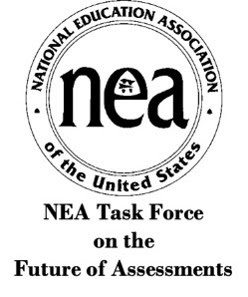 NATIONAL EDUCATION ASSOCIATION
nea
of the United States
NEA Task Force
on the
Future of Assessments